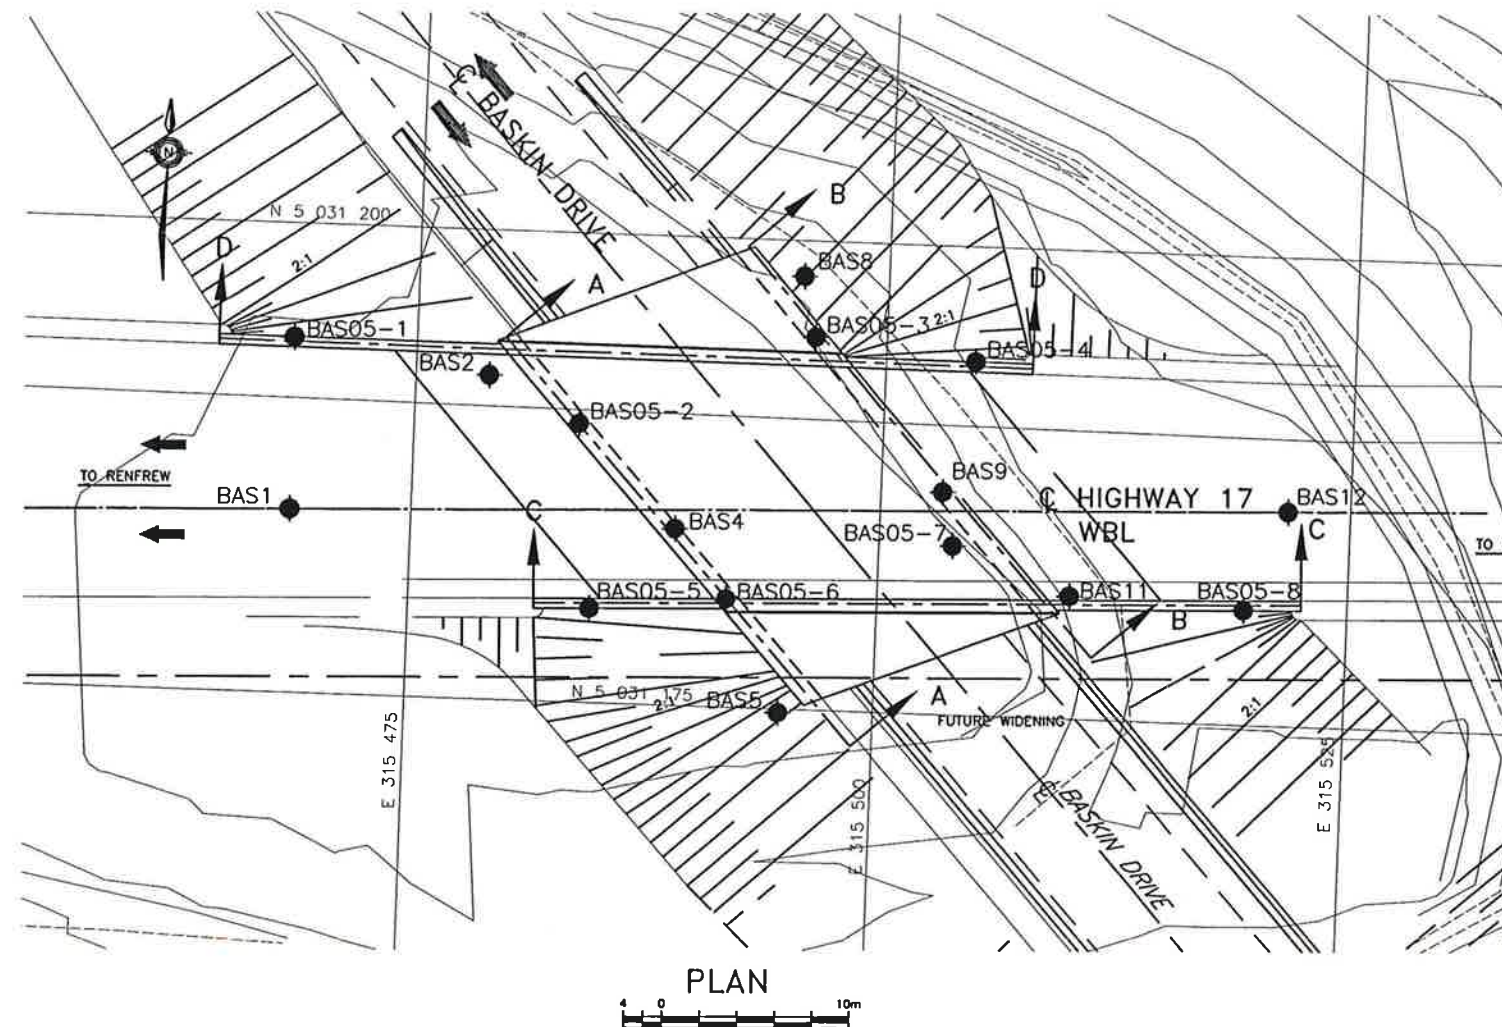 ℄ BASKIN DRIVE
N
B
N 5 031 200
D
2:1
A
BAS8
D
BAS05-1
BAS05-3
2:1
BAS2
BAS05-4
BAS05-2
TO RENFREW
BAS1
BAS9
℄ HIGHWAY 17
WBL
BAS12
C
BAS4
BAS05-7
C
TO
BAS05-5
BAS05-6
BAS11
BAS05-8
B
N 5 031 175
2:1
BAS5
A
FUTURE WIDENING
2:1
E 315 475
E 315 500
E 315 525
℄ BASKIN DRIVE
PLAN
4 0 10m